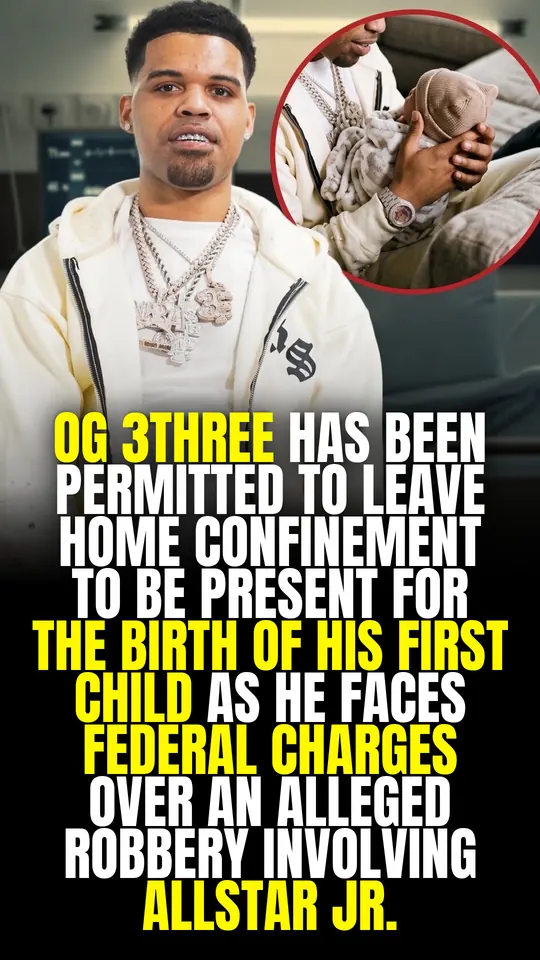 OG 3THREE HAS BEEN
PERMITTED TO LEAVE
HOME CONFINEMENT
TO BE PRESENT FOR
THE BIRTH OF HIS FIRST
CHILD AS HE FACES
FEDERAL CHARGES
OVER AN ALLEGED
ROBBERY INVOLVING
ALLSTAR JR.